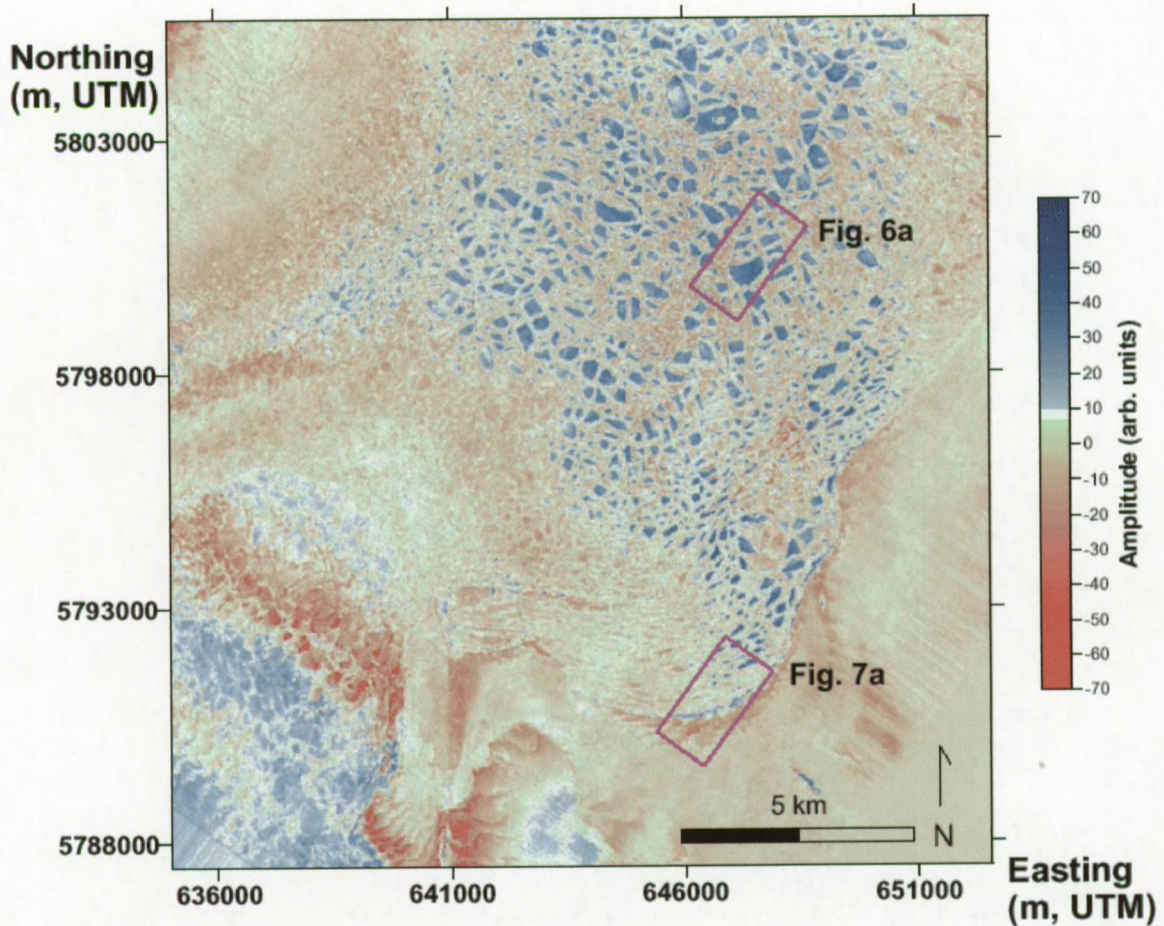 Northing
(m, UTM)
5803000
5798000
5793000
5788000
Fig. 6a
Fig. 7a
5 km
N
636000
641000
646000
651000
Easting
(m, UTM)
70
60
50
40
30
20
10
0
-10
-20
-30
-40
-50
-60
-70
Amplitude (arb. units)